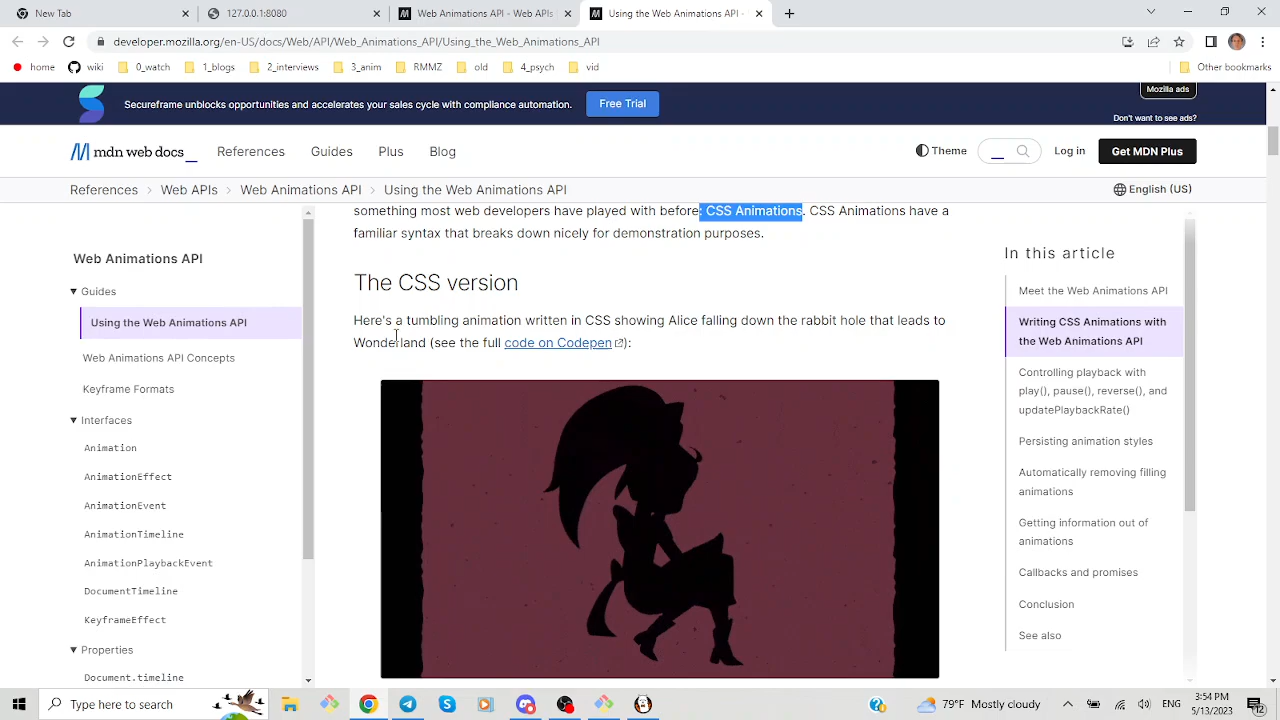 New Tab
127.0.0.1:8080
Web Animations API - Web APIs
Using the Web Animations API -
developer.mozilla.org/en-US/docs/Web/API/Web_Animations_API/Using_the_Web_Animations_API
home wiki 0_watch 1_blogs 2_interviews 3_anim RMMZ old 4_psych vid Other bookmarks
Secureframe unblocks opportunities and accelerates your sales cycle with compliance automation. Free Trial
Mozilla ads
Don't want to see ads?
mdn web docs_ References Guides Plus Blog Theme Log in Get MDN Plus
References Web APIs Web Animations API Using the Web Animations API English (US)
something most web developers have played with before: CSS Animations. CSS Animations have a
familiar syntax that breaks down nicely for demonstration purposes.
The CSS version
Here's a tumbling animation written in CSS showing Alice falling down the rabbit hole that leads to
Wonderland (see the full code on Codepen):
Web Animations API
Guides
Using the Web Animations API
Web Animations API Concepts
Keyframe Formats
Interfaces
Animation
AnimationEffect
AnimationEvent
AnimationTimeline
AnimationPlaybackEvent
DocumentTimeline
KeyframeEffect
Properties
Document.timeline
In this article
Meet the Web Animations API
Writing CSS Animations with
the Web Animations API
Controlling playback with
play(), pause(), reverse(), and
updatePlaybackRate()
Persisting animation styles
Automatically removing filling
animations
Getting information out of
animations
Callbacks and promises
Conclusion
See also
Type here to search
79°F Mostly cloudy
ENG
3:54 PM
5/13/2023
12